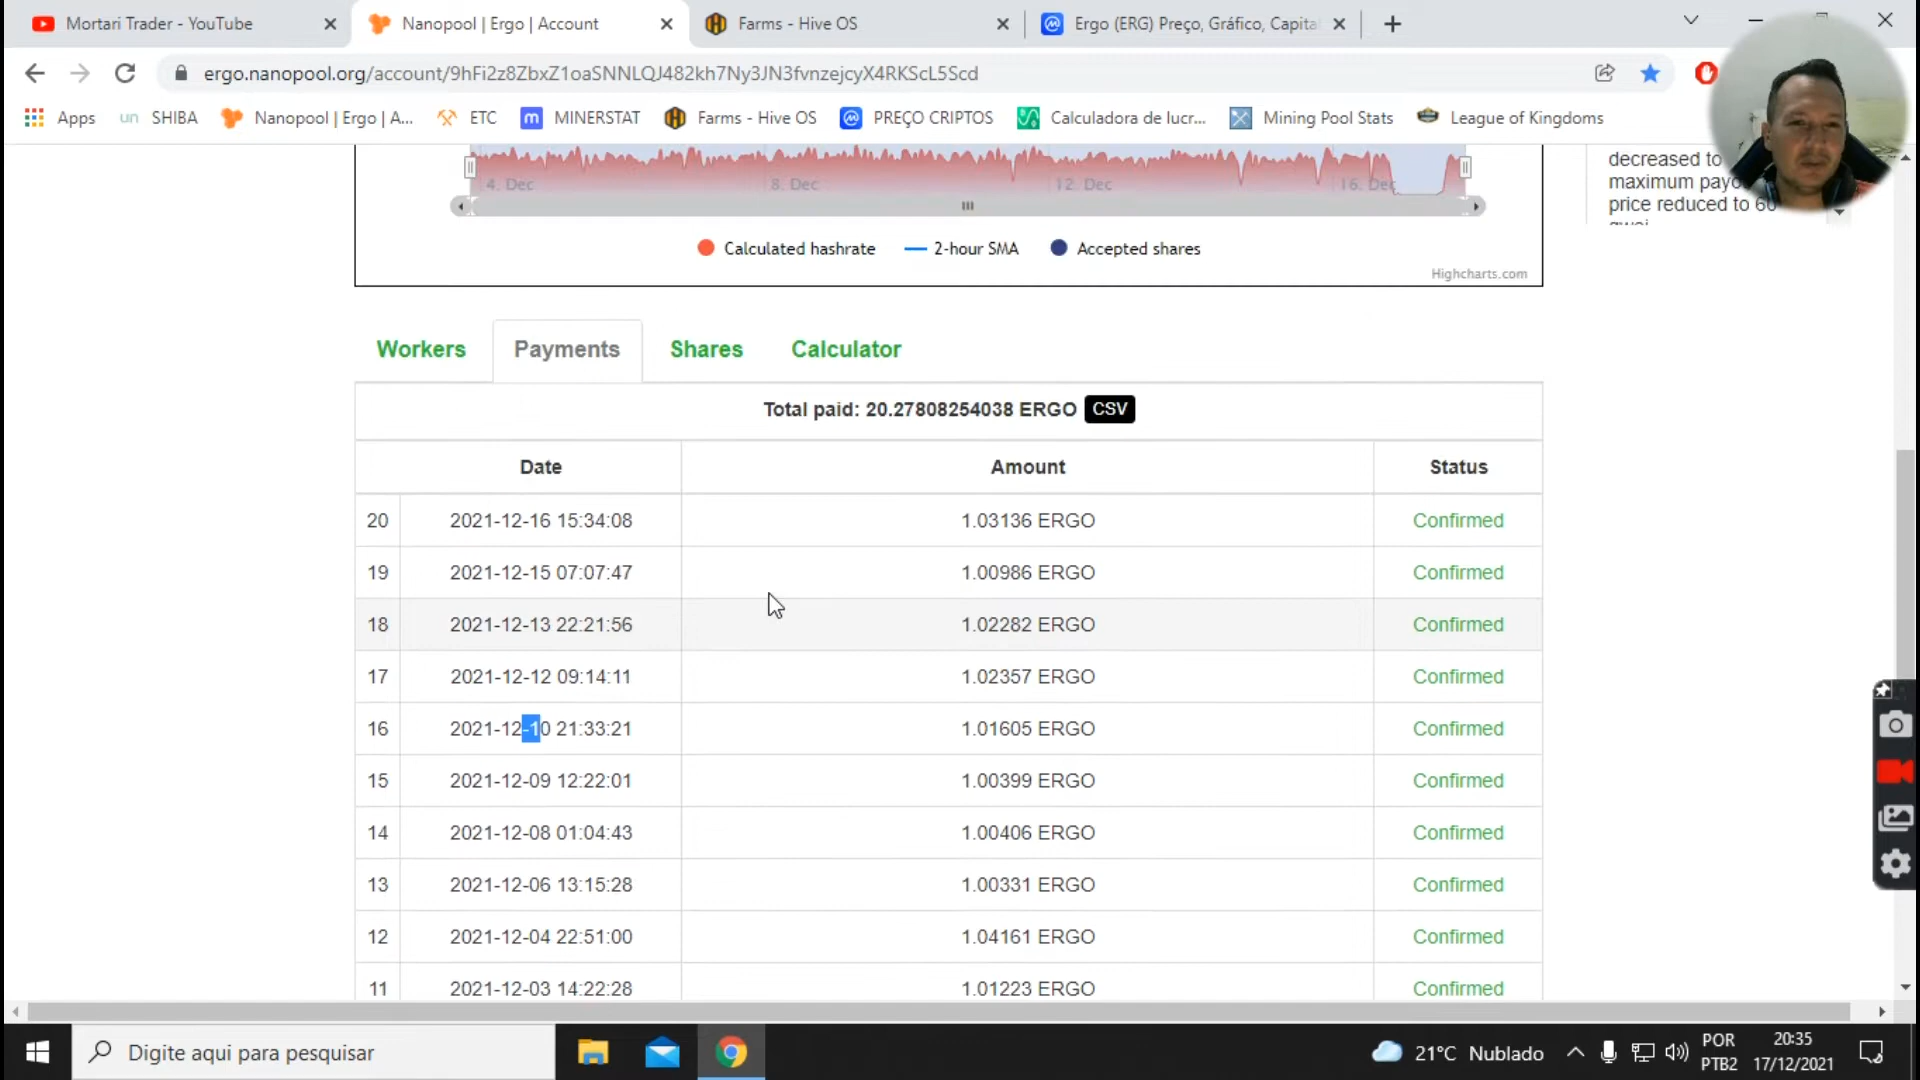 Mortari Trader - YouTube
Nanopool | Ergo | Account
Farms - Hive OS
Ergo (ERG) Preço, Gráfico, Capita
ergo.nanopool.org/account/9hFi2z8ZbxZ1oaSNNLQJ482kh7Ny3JN3fvnzejcyX4RKScL5Scd
Apps
un SHIBA
Nanopool | Ergo | A...
ETC
m MINERSTAT
Farms - Hive OS
PREÇO CRIPTOS
Calculadora de lucr...
Mining Pool Stats
League of Kingdoms
decreased to
maximum payo
price reduced to 60
gwei
4. Dec 8. Dec 12. Dec 16. Dec
Calculated hashrate 2-hour SMA Accepted shares
Highcharts.com
Workers Payments Shares Calculator
Total paid: 20.27808254038 ERGO CSV
Date Amount Status
20 2021-12-16 15:34:08 1.03136 ERGO Confirmed
19 2021-12-15 07:07:47 1.00986 ERGO Confirmed
18 2021-12-13 22:21:56 1.02282 ERGO Confirmed
17 2021-12-12 09:14:11 1.02357 ERGO Confirmed
16 2021-12-10 21:33:21 1.01605 ERGO Confirmed
15 2021-12-09 12:22:01 1.00399 ERGO Confirmed
14 2021-12-08 01:04:43 1.00406 ERGO Confirmed
13 2021-12-06 13:15:28 1.00331 ERGO Confirmed
12 2021-12-04 22:51:00 1.04161 ERGO Confirmed
11 2021-12-03 14:22:28 1.01223 ERGO Confirmed
Digite aqui para pesquisar
21°C Nublado
POR
PTB2
20:35
17/12/2021